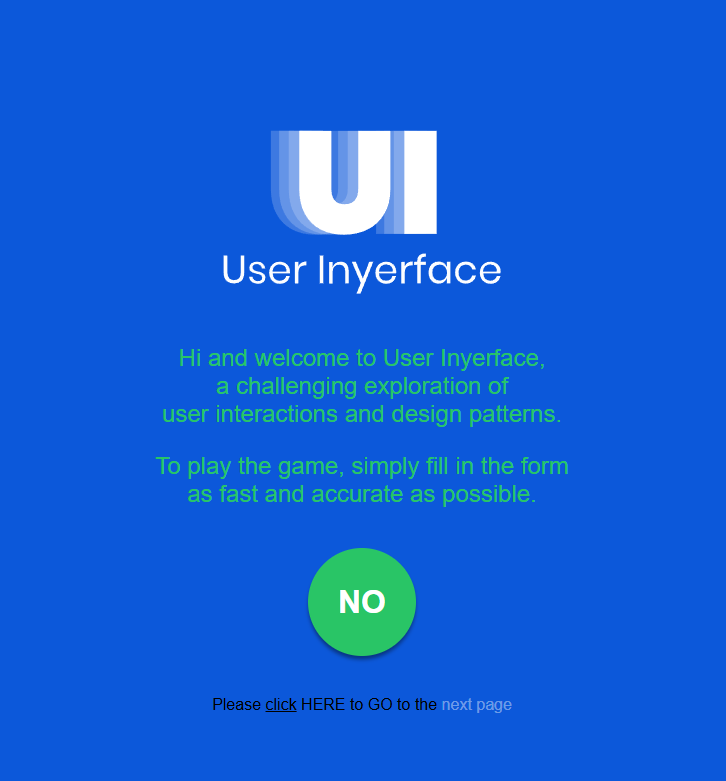 UI
User Inyerface
Hi and welcome to User Inyerface,
a challenging exploration of
user interactions and design patterns.
To play the game, simply fill in the form
as fast and accurate as possible.
NO
Please click HERE to GO to the next page